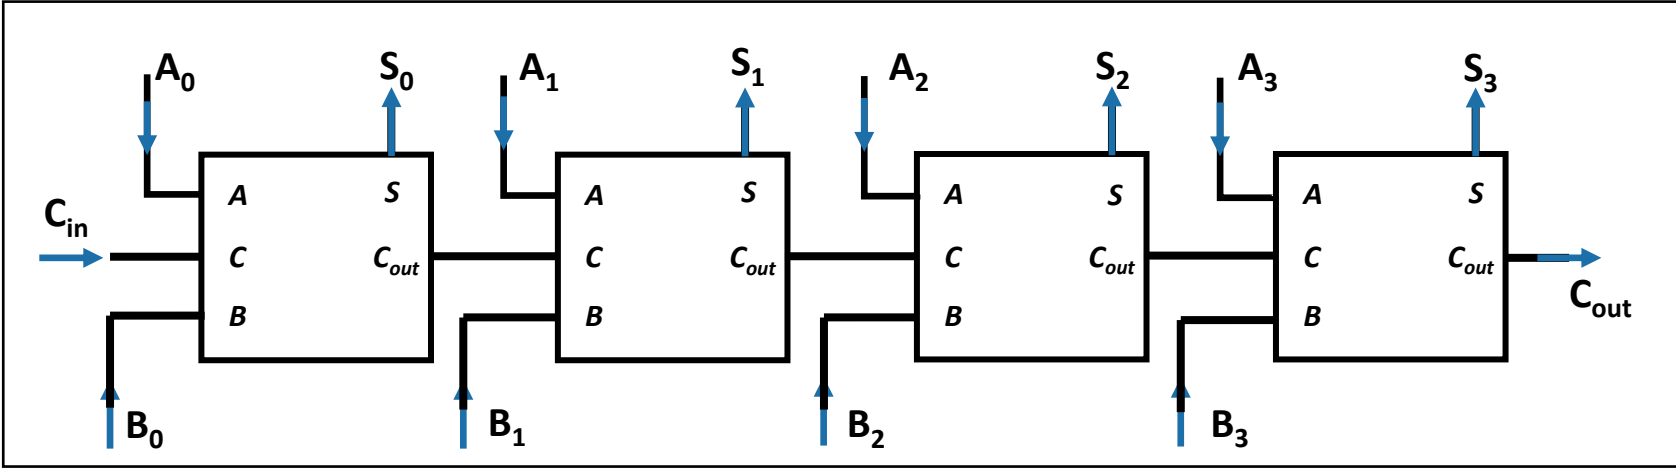 A0 S0 A1 S1 A2 S2 A3 S3
A S A S A S A S
Cin
C Cout C Cout C Cout C Cout
Cout
B B B B
B0 B1 B2 B3